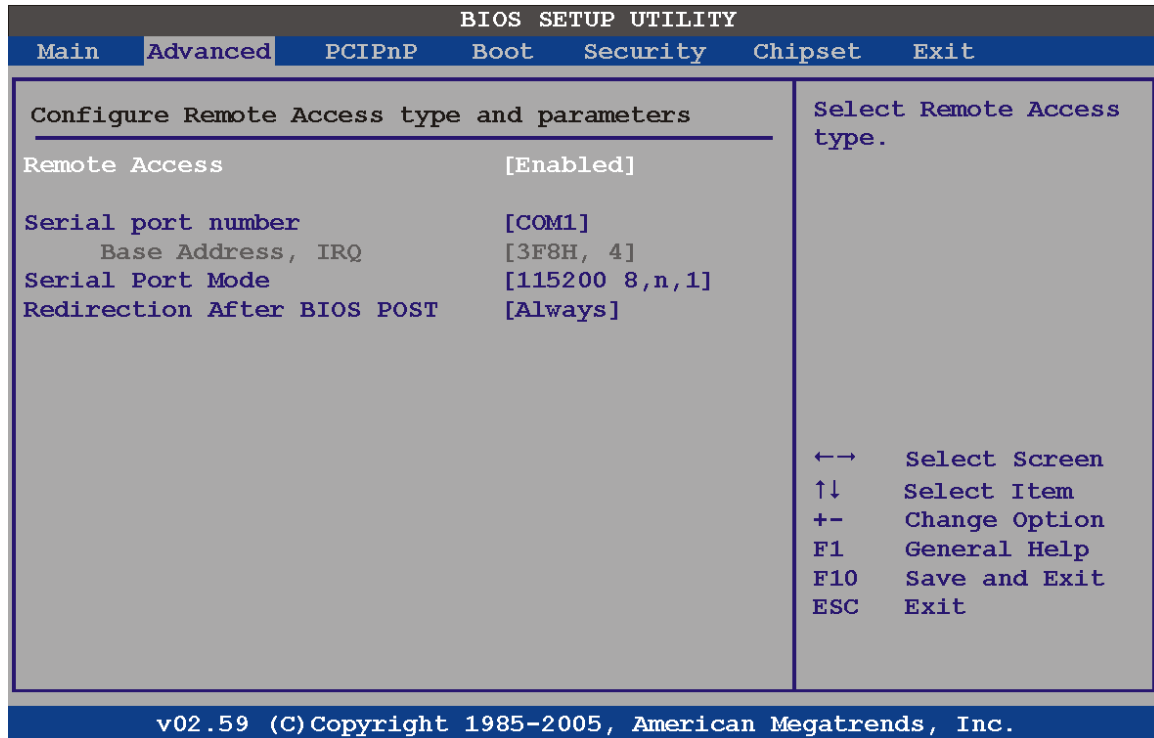 BIOS SETUP UTILITY
Main Advanced PCIPnP Boot Security Chipset Exit
Configure Remote Access type and parameters
Remote Access [Enabled]
Serial port number [COM1]
Base Address, IRQ [3F8H, 4]
Serial Port Mode [115200 8,n,1]
Redirection After BIOS POST [Always]
Select Remote Access
type.
←→ Select Screen
↑↓ Select Item
+- Change Option
F1 General Help
F10 Save and Exit
ESC Exit
v02.59 (C)Copyright 1985-2005, American Megatrends, Inc.